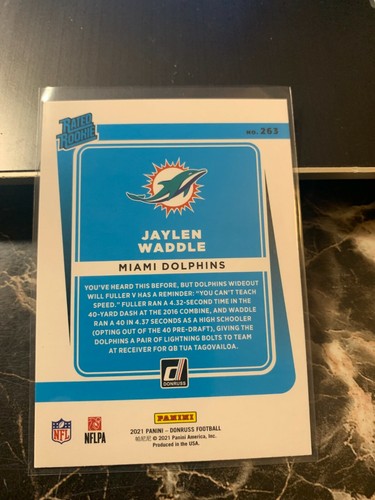 RATED
ROOKIE
NO. 263
JAYLEN
WADDLE
MIAMI DOLPHINS
YOU'VE HEARD THIS BEFORE, BUT DOLPHINS WIDEOUT
WILL FULLER V HAS A REMINDER: "YOU CAN'T TEACH
SPEED." FULLER RAN A 4.32-SECOND TIME IN THE
40-YARD DASH AT THE 2016 COMBINE, AND WADDLE
RAN A 40 IN 4.37 SECONDS AS A HIGH SCHOOLER
(OPTING OUT OF THE 40 PRE-DRAFT), GIVING THE
DOLPHINS A PAIR OF LIGHTNING BOLTS TO TEAM
AT RECEIVER FOR QB TUA TAGOVAILOA.
DONRUSS
NFL
NFLPA
PANINI
2021 PANINI – DONRUSS FOOTBALL
© 2021 Panini America, Inc.
Produced in the USA.